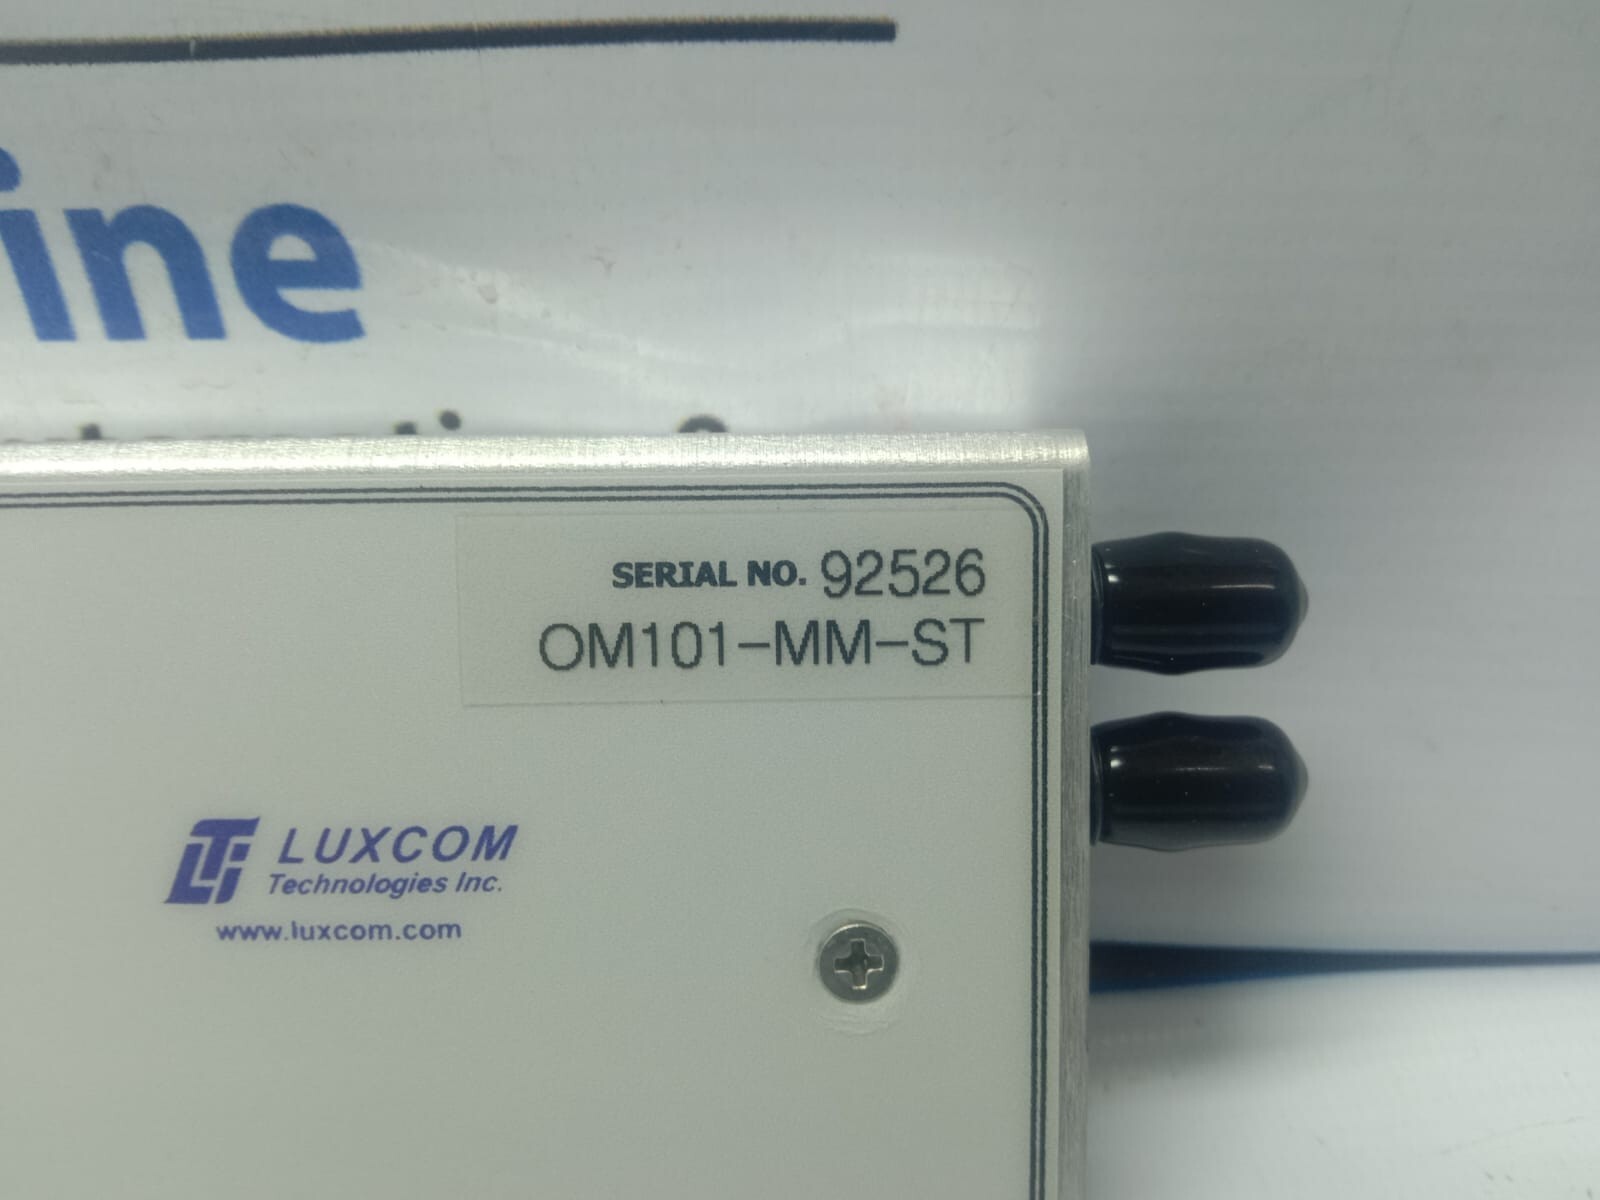 ine
SERIAL NO. 92526
OM101-MM-ST
LUXCOM
Technologies Inc.
www.luxcom.com